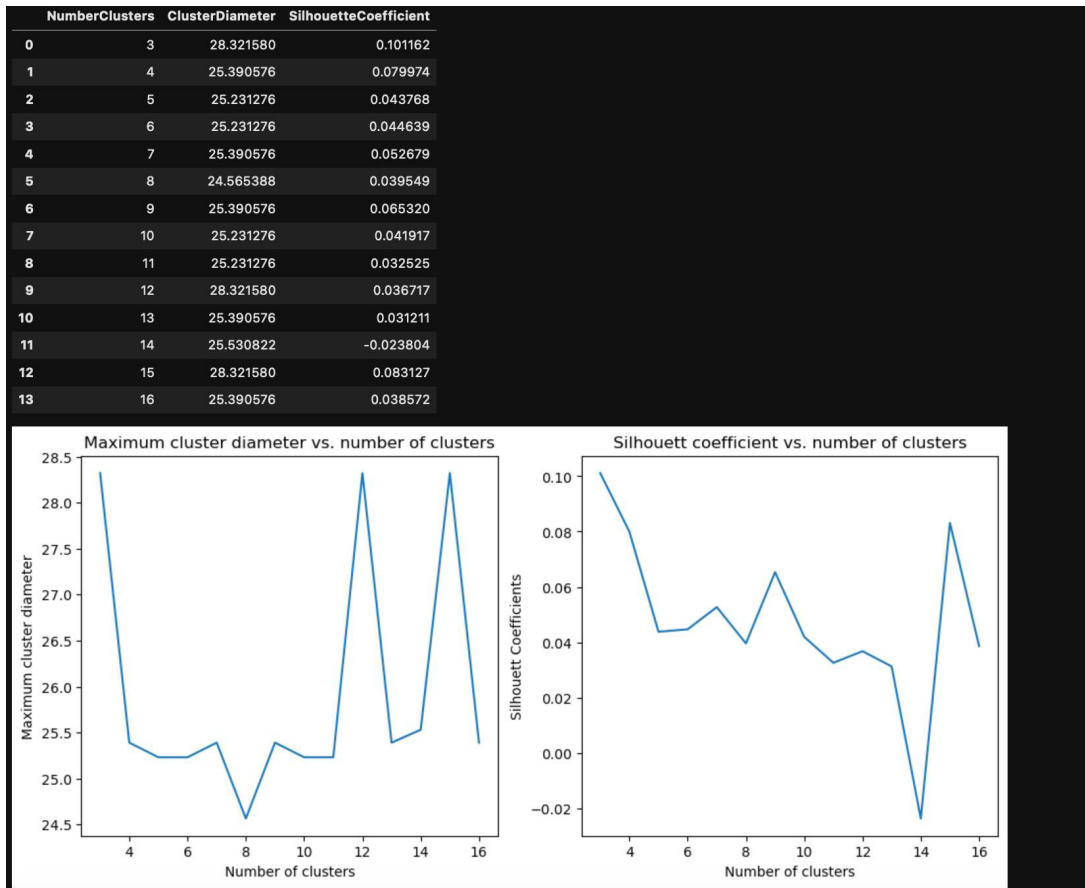 NumberClusters ClusterDiameter SilhouetteCoefficient
0 3 28.321580 0.101162
1 4 25.390576 0.079974
2 5 25.231276 0.043768
3 6 25.231276 0.044639
4 7 25.390576 0.052679
5 8 24.565388 0.039549
6 9 25.390576 0.065320
7 10 25.231276 0.041917
8 11 25.231276 0.032525
9 12 28.321580 0.036717
10 13 25.390576 0.031211
11 14 25.530822 -0.023804
12 15 28.321580 0.083127
13 16 25.390576 0.038572
Maximum cluster diameter vs. number of clusters
28.5
28.0
27.5
27.0
26.5
26.0
25.5
25.0
24.5
Maximum cluster diameter
4 6 8 10 12 14 16
Number of clusters
Silhouett coefficient vs. number of clusters
0.10
0.08
0.06
0.04
0.02
0.00
−0.02
Silhouett Coefficients
4 6 8 10 12 14 16
Number of clusters